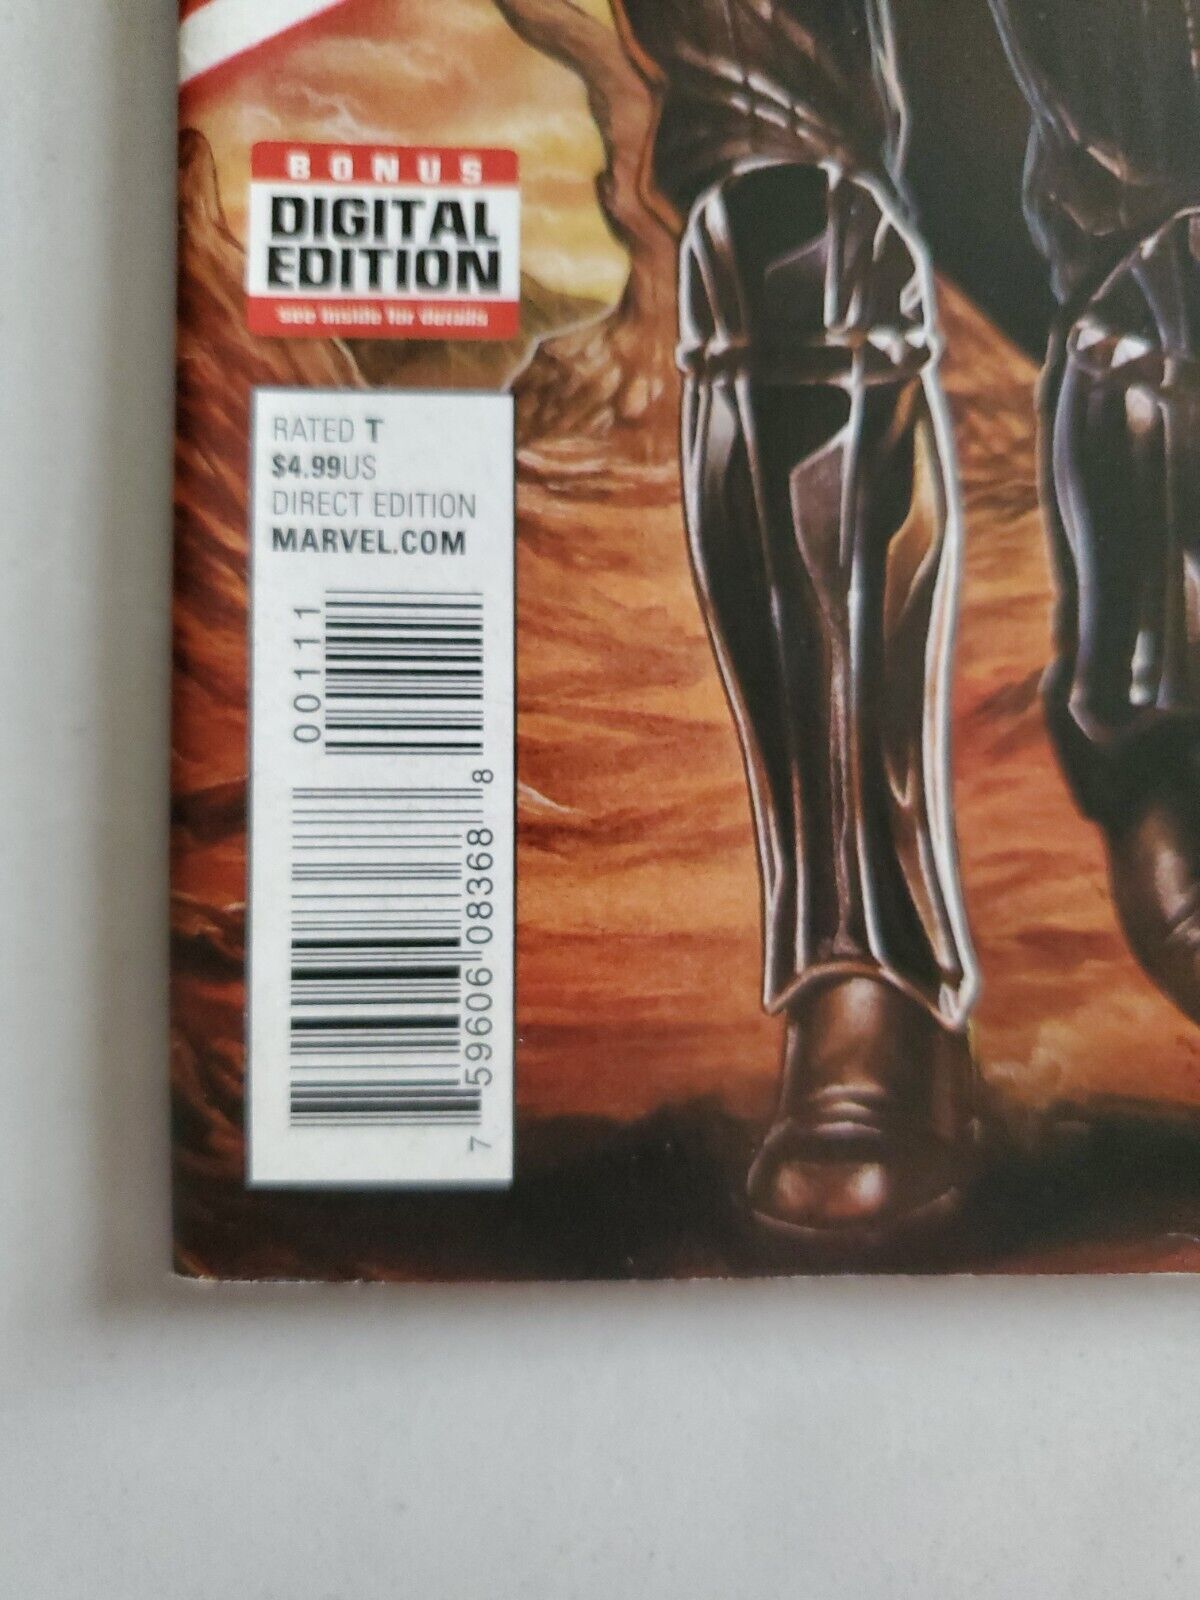 BONUS
DIGITAL
EDITION
see inside for details
RATED T
$4.99US
DIRECT EDITION
MARVEL.COM
00111
7 59606 08368 8